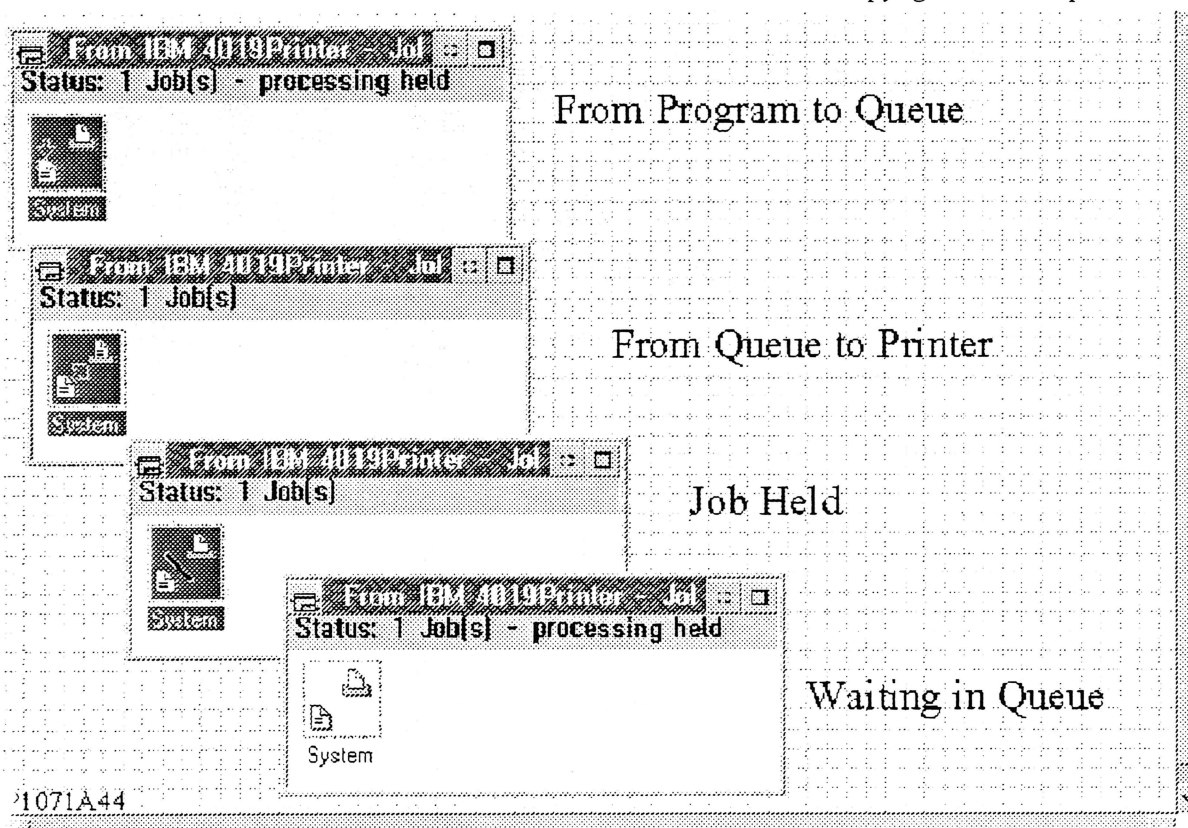 From IBM 4019Printer - Jol
Status: 1 Job(s) - processing held
From Program to Queue
System
From IBM 4019Printer - Jol
Status: 1 Job(s)
From Queue to Printer
System
From IBM 4019Printer - Jol
Status: 1 Job(s)
Job Held
System
From IBM 4019Printer - Jol
Status: 1 Job(s) - processing held
Waiting in Queue
System
1071A44